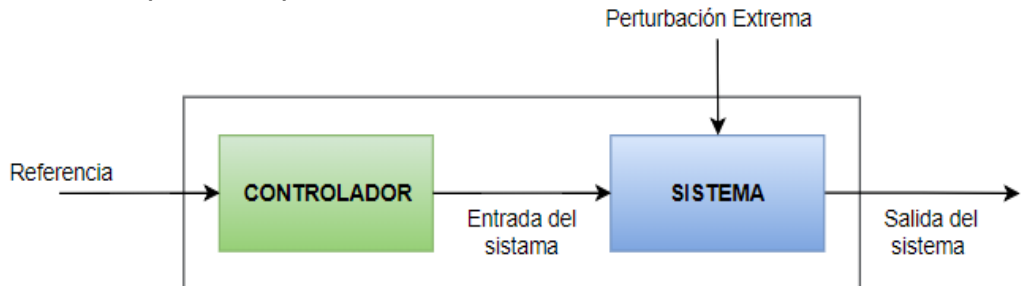 Perturbación Extrema
Referencia
CONTROLADOR
Entrada del
sistama
SISTEMA
Salida del
sistema